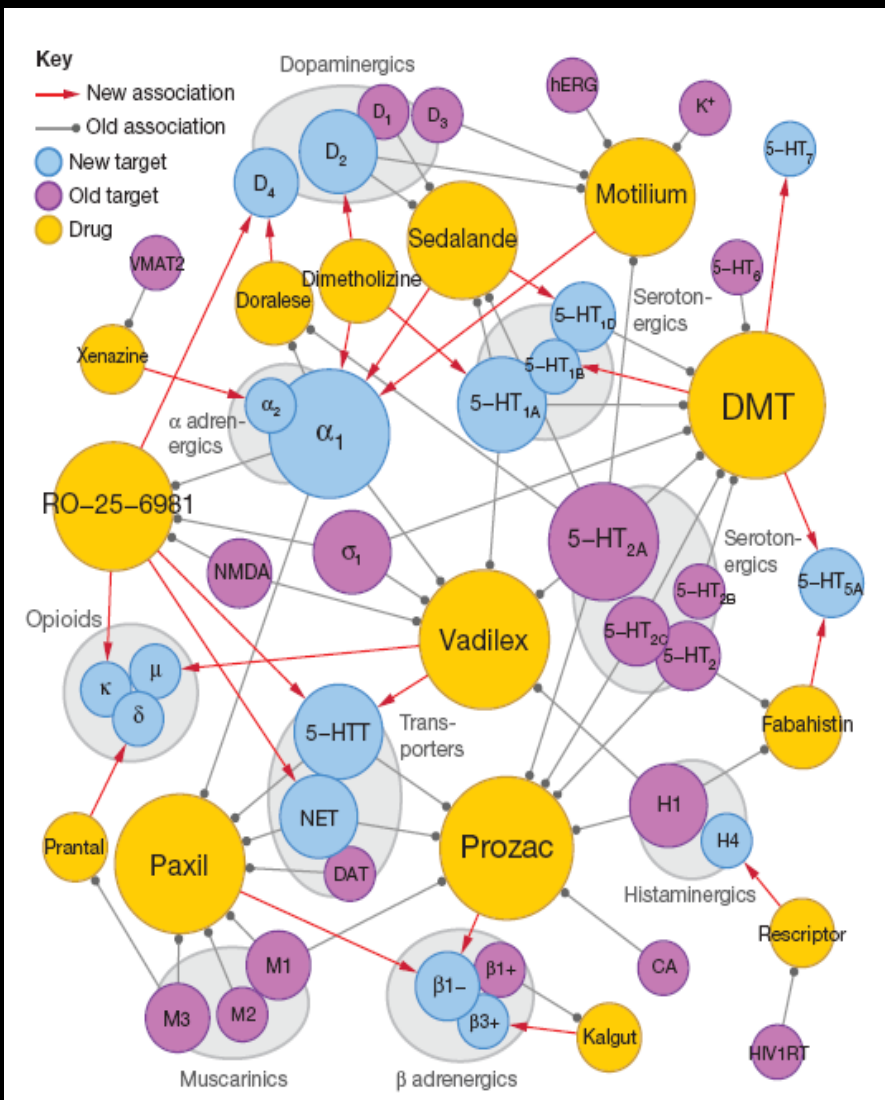 Key
New association
Old association
New target
Old target
Drug
Dopaminergics
D1
D3
D2
D4
hERG
K+
5–HT7
Motilium
Sedalande
VMAT2
Dimetholizine
Doralese
5–HT6
Seroton-
ergics
5–HT1D
Xenazine
5–HT1B
5–HT1A
DMT
α2
α adren-
ergics
α1
RO–25–6981
5–HT2A
Seroton-
ergics
σ1
NMDA
5–HT2B
5–HT5A
Opioids
Vadilex
5–HT2C
5–HT2
κ
μ
δ
5–HTT
Trans-
porters
Fabahistin
NET
H1
H4
Prantal
Paxil
Prozac
DAT
Histaminergics
Rescriptor
M1
CA
β1–
β1+
M3
M2
β3+
Kalgut
HIV1RT
Muscarinics
β adrenergics